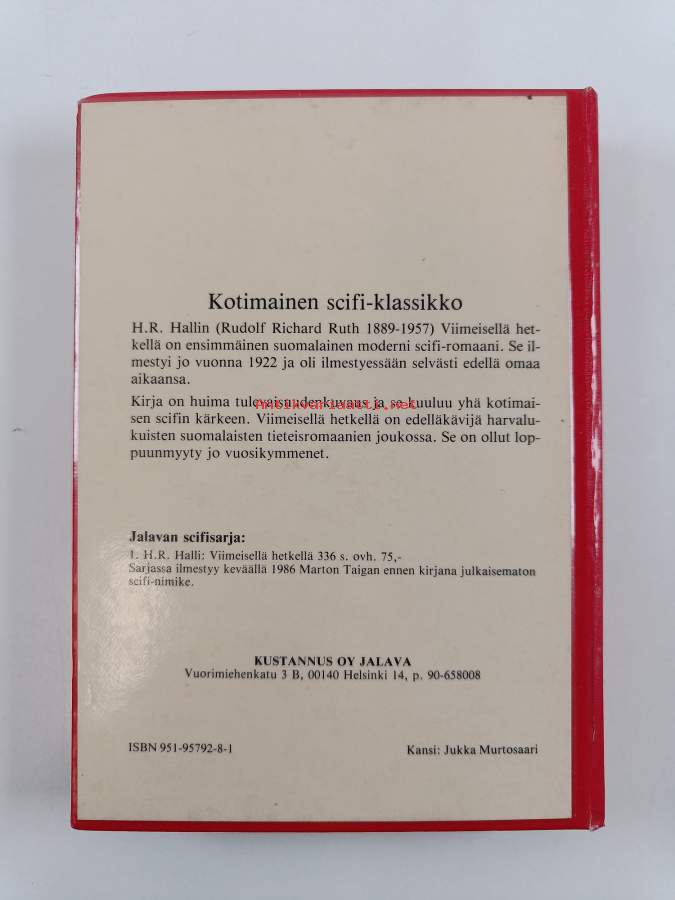 Kotimainen scifi-klassikko
H.R. Hallin (Rudolf Richard Ruth 1889-1957) Viimeisellä het-
kellä on ensimmäinen suomalainen moderni scifi-romaani. Se il-
mestyi jo vuonna 1922 ja oli ilmestyessään selvästi edellä omaa
aikaansa.
Kirja on huima tulevaisuudenkuvaus ja se kuuluu yhä kotimai-
Antikvariaatti.net
sen scifin kärkeen. Viimeisellä hetkellä on edelläkävijä harvalu-
kuisten suomalaisten tieteisromaanien joukossa. Se on ollut lop-
puunmyyty jo vuosikymmenet.
Jalavan scifisarja:
1. H.R. Halli: Viimeisellä hetkellä 336 s. ovh. 75,-
Sarjassa ilmestyy keväällä 1986 Marton Taigan ennen kirjana julkaisematon
scifi-nimike.
KUSTANNUS OY JALAVA
Vuorimiehenkatu 3 B, 00140 Helsinki 14, p. 90-658008
ISBN 951-95792-8-1
Kansi: Jukka Murtosaari